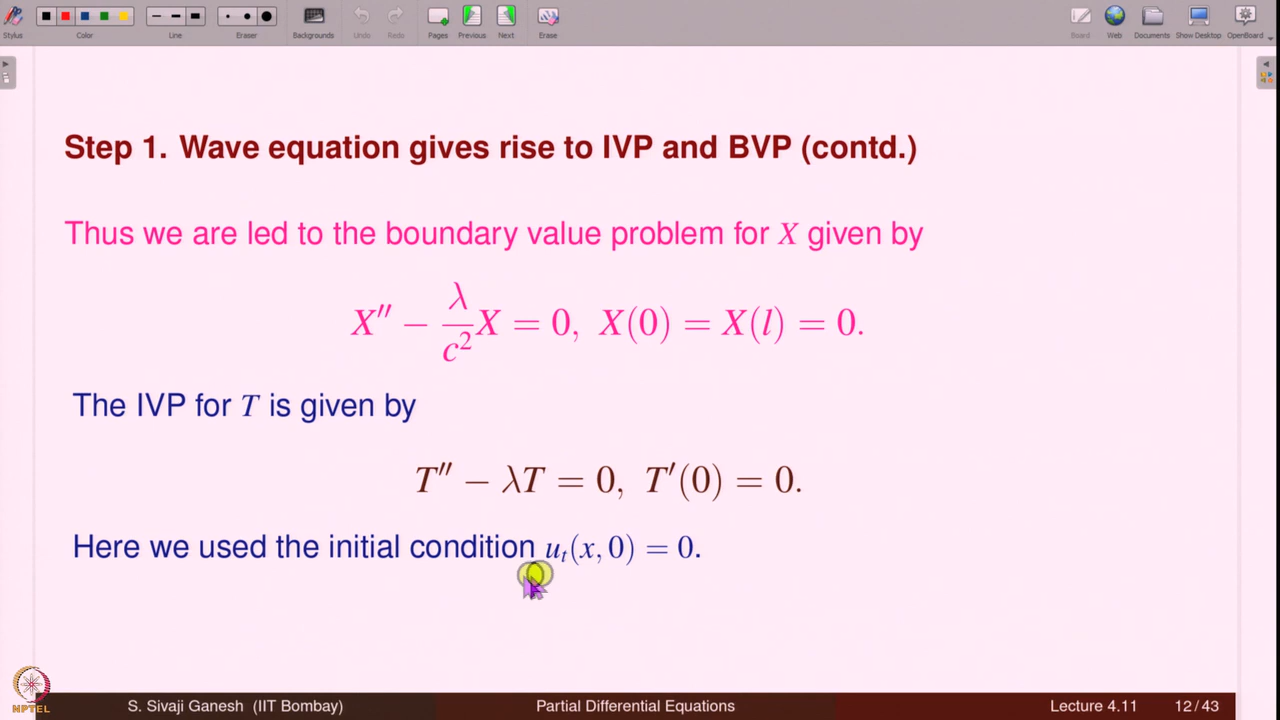 Stylus Color Line Eraser Backgrounds Undo Redo Pages Previous Next Erase Board Web Documents Show Desktop OpenBoard
Step 1. Wave equation gives rise to IVP and BVP (contd.)
Thus we are led to the boundary value problem for X given by
X″ − λ/c² X = 0, X(0) = X(l) = 0.
The IVP for T is given by
T″ − λT = 0, T′(0) = 0.
Here we used the initial condition uₜ(x, 0) = 0.
NPTEL
S. Sivaji Ganesh (IIT Bombay) Partial Differential Equations Lecture 4.11 12/43